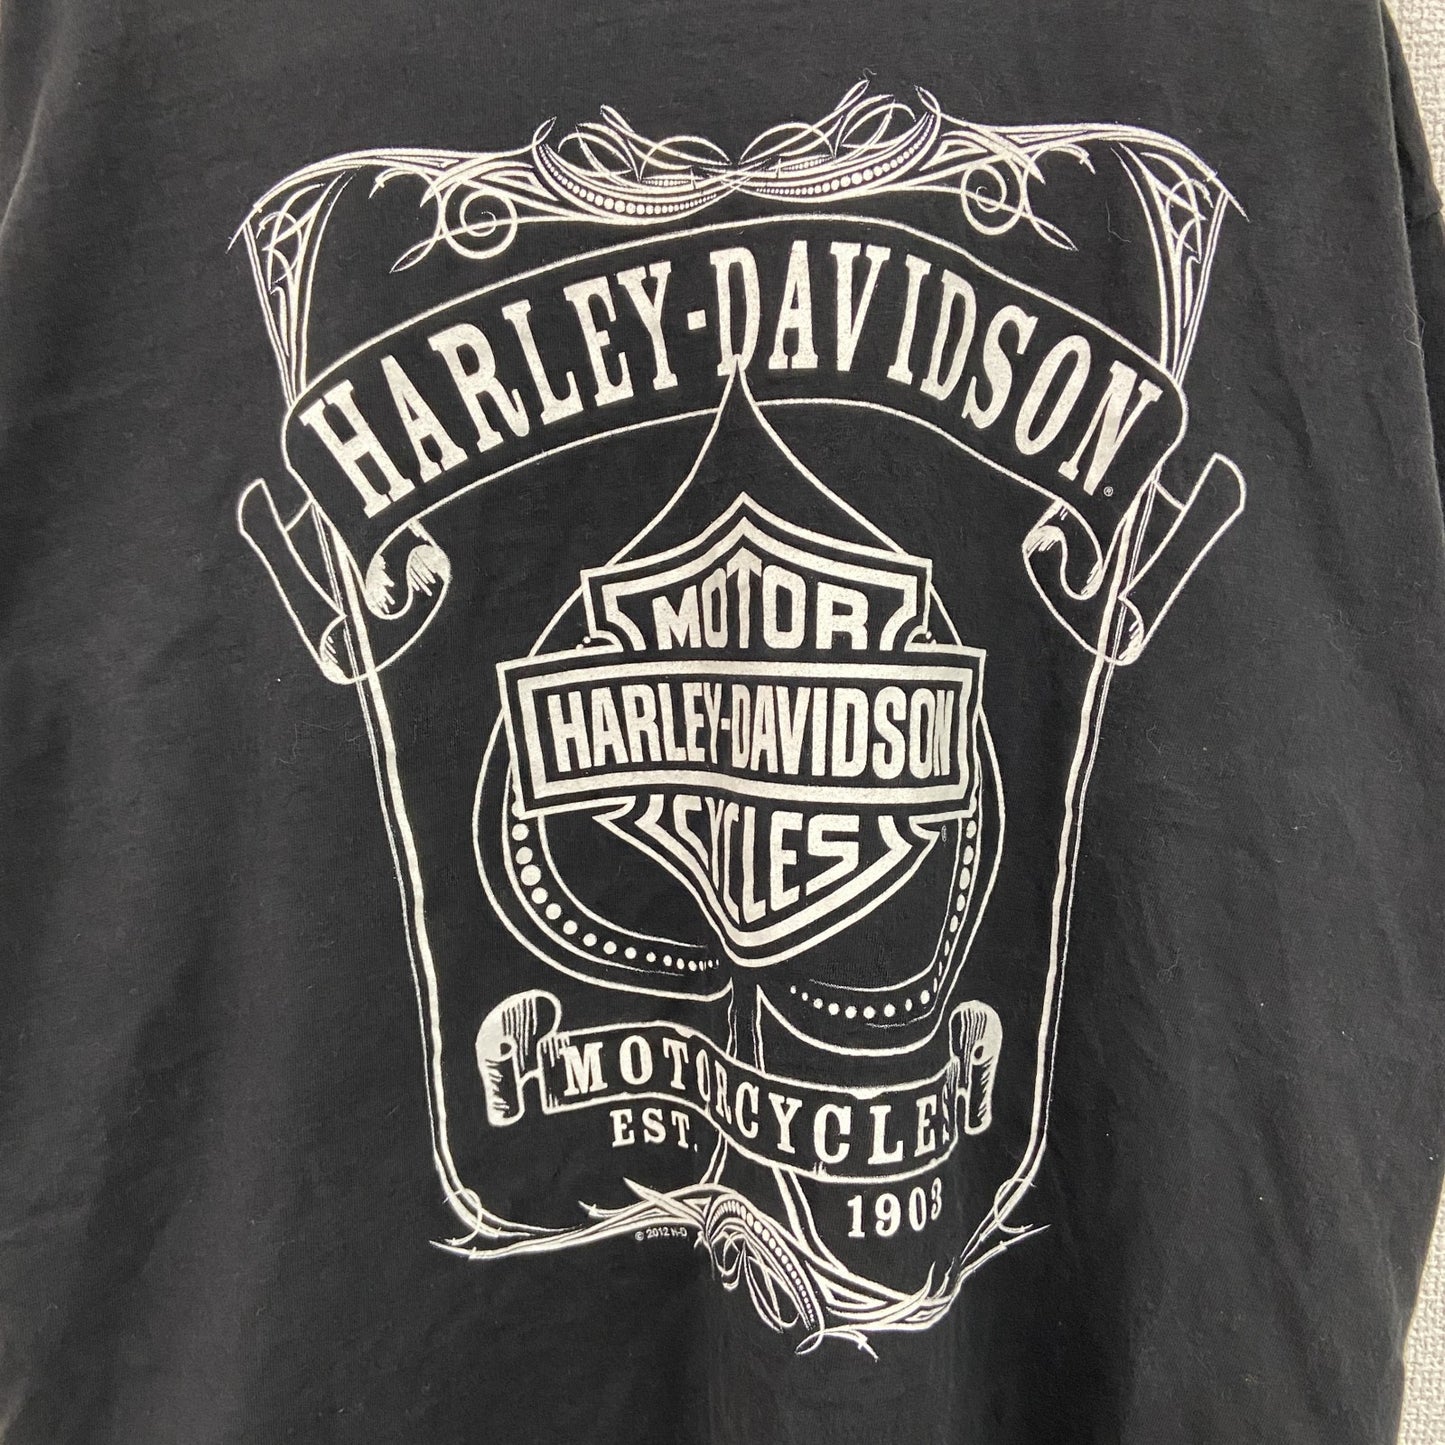 HARLEY-DAVIDSON®
MOTOR
HARLEY-DAVIDSON
CYCLES
MOTORCYCLES
EST. 1903
© 2012 H-D